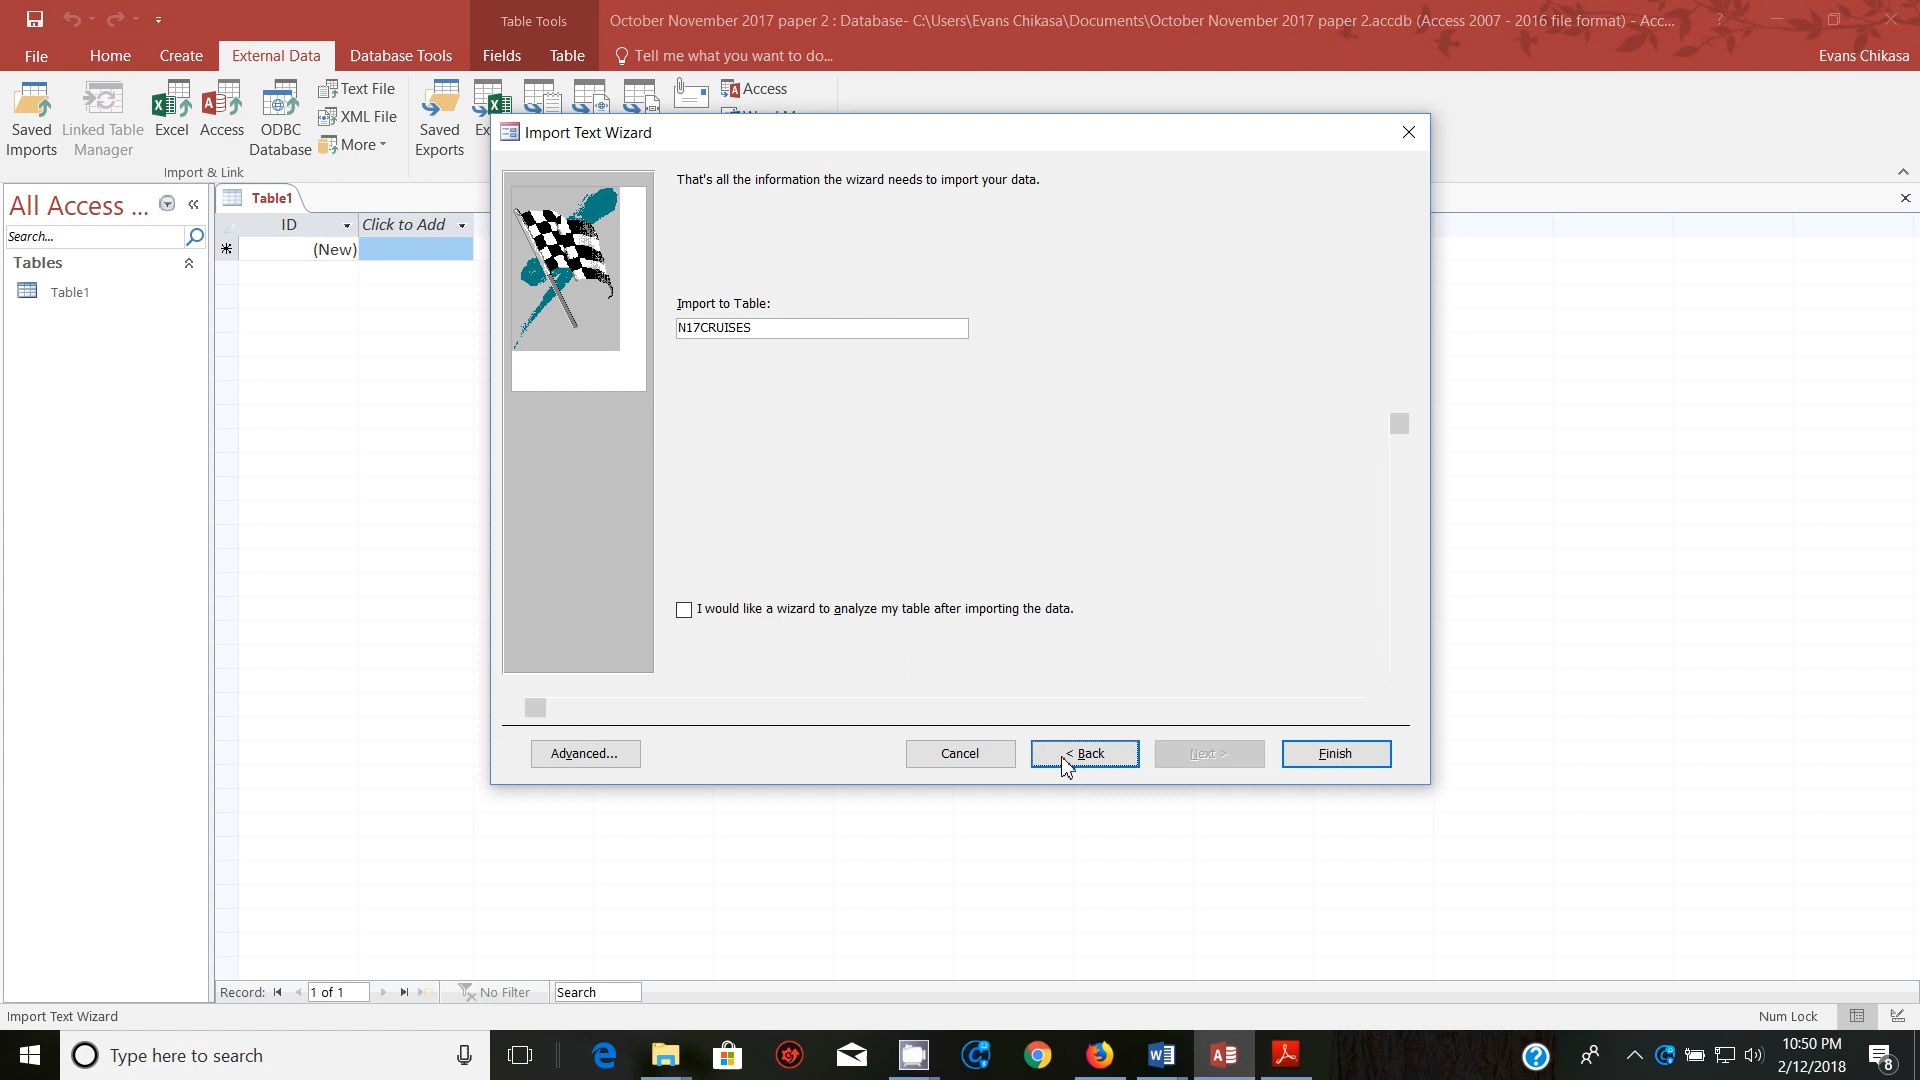 Table Tools
October November 2017 paper 2 : Database- C:\Users\Evans Chikasa\Documents\October November 2017 paper 2.accdb (Access 2007 - 2016 file format) - Acc...
?
File
Home
Create
External Data
Database Tools
Fields
Table
Tell me what you want to do...
Evans Chikasa
Saved Imports
Linked Table Manager
Excel
Access
ODBC Database
Text File
XML File
More
Saved Exports
Access
Import & Link
Import Text Wizard
All Access ...
«
Search...
Tables
Table1
Table1
ID
Click to Add
(New)
That's all the information the wizard needs to import your data.
Import to Table:
N17CRUISES
I would like a wizard to analyze my table after importing the data.
Advanced...
Cancel
< Back
Next >
Finish
Record:
1 of 1
No Filter
Search
Import Text Wizard
Num Lock
Type here to search
10:50 PM
2/12/2018
8